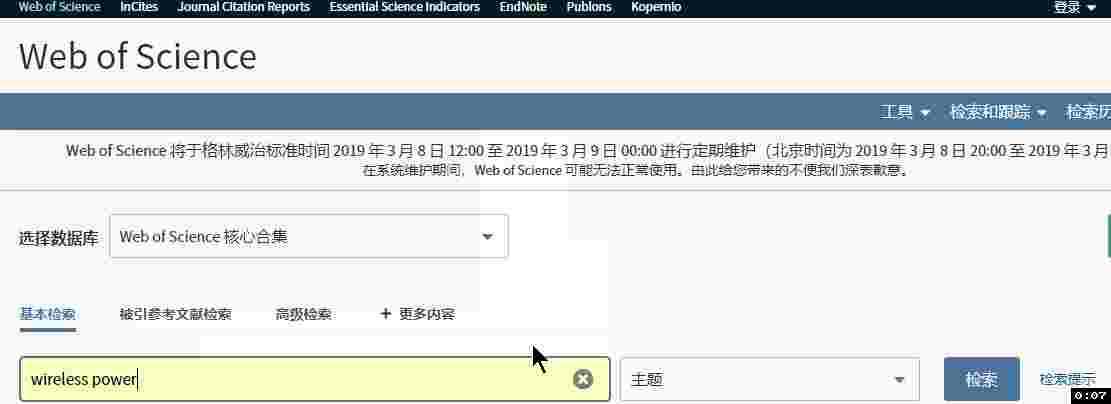 Web of Science InCites Journal Citation Reports Essential Science Indicators EndNote Publons Kopernio 登录
Web of Science
工具 检索和跟踪 检索历
Web of Science 将于格林威治标准时间 2019 年 3 月 8 日 12:00 至 2019 年 3 月 9 日 00:00 进行定期维护（北京时间为 2019 年 3 月 8 日 20:00 至 2019 年 3 月
在系统维护期间，Web of Science 可能无法正常使用。由此给您带来的不便我们深表歉意。
选择数据库 Web of Science 核心合集
基本检索 被引参考文献检索 高级检索 + 更多内容
wireless power 主题 检索 检索提示
0:07